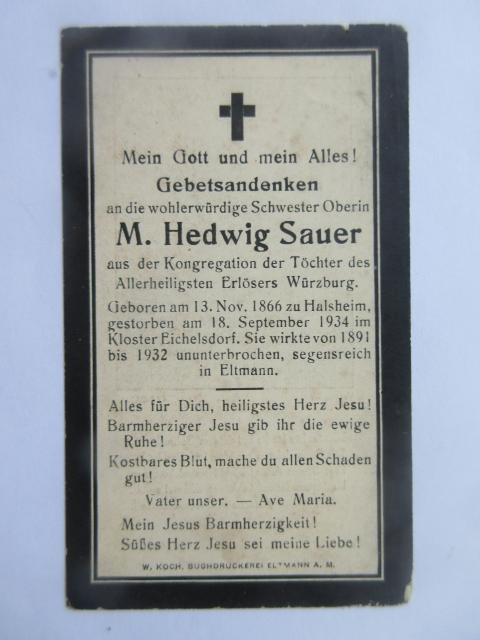 Mein Gott und mein Alles!
Gebetsandenken
an die wohlerwürdige Schwester Oberin
M. Hedwig Sauer
aus der Kongregation der Töchter des
Allerheiligsten Erlösers Würzburg.
Geboren am 13. Nov. 1866 zu Halsheim,
gestorben am 18. September 1934 im
Kloster Eichelsdorf. Sie wirkte von 1891
bis 1932 ununterbrochen, segensreich
in Eltmann.
Alles für Dich, heiligstes Herz Jesu!
Barmherziger Jesu gib ihr die ewige
Ruhe!
Kostbares Blut, mache du allen Schaden
gut!
Vater unser. — Ave Maria.
Mein Jesus Barmherzigkeit!
Süßes Herz Jesu sei meine Liebe!
W. KOCH, BUCHDRUCKEREI ELTMANN A. M.